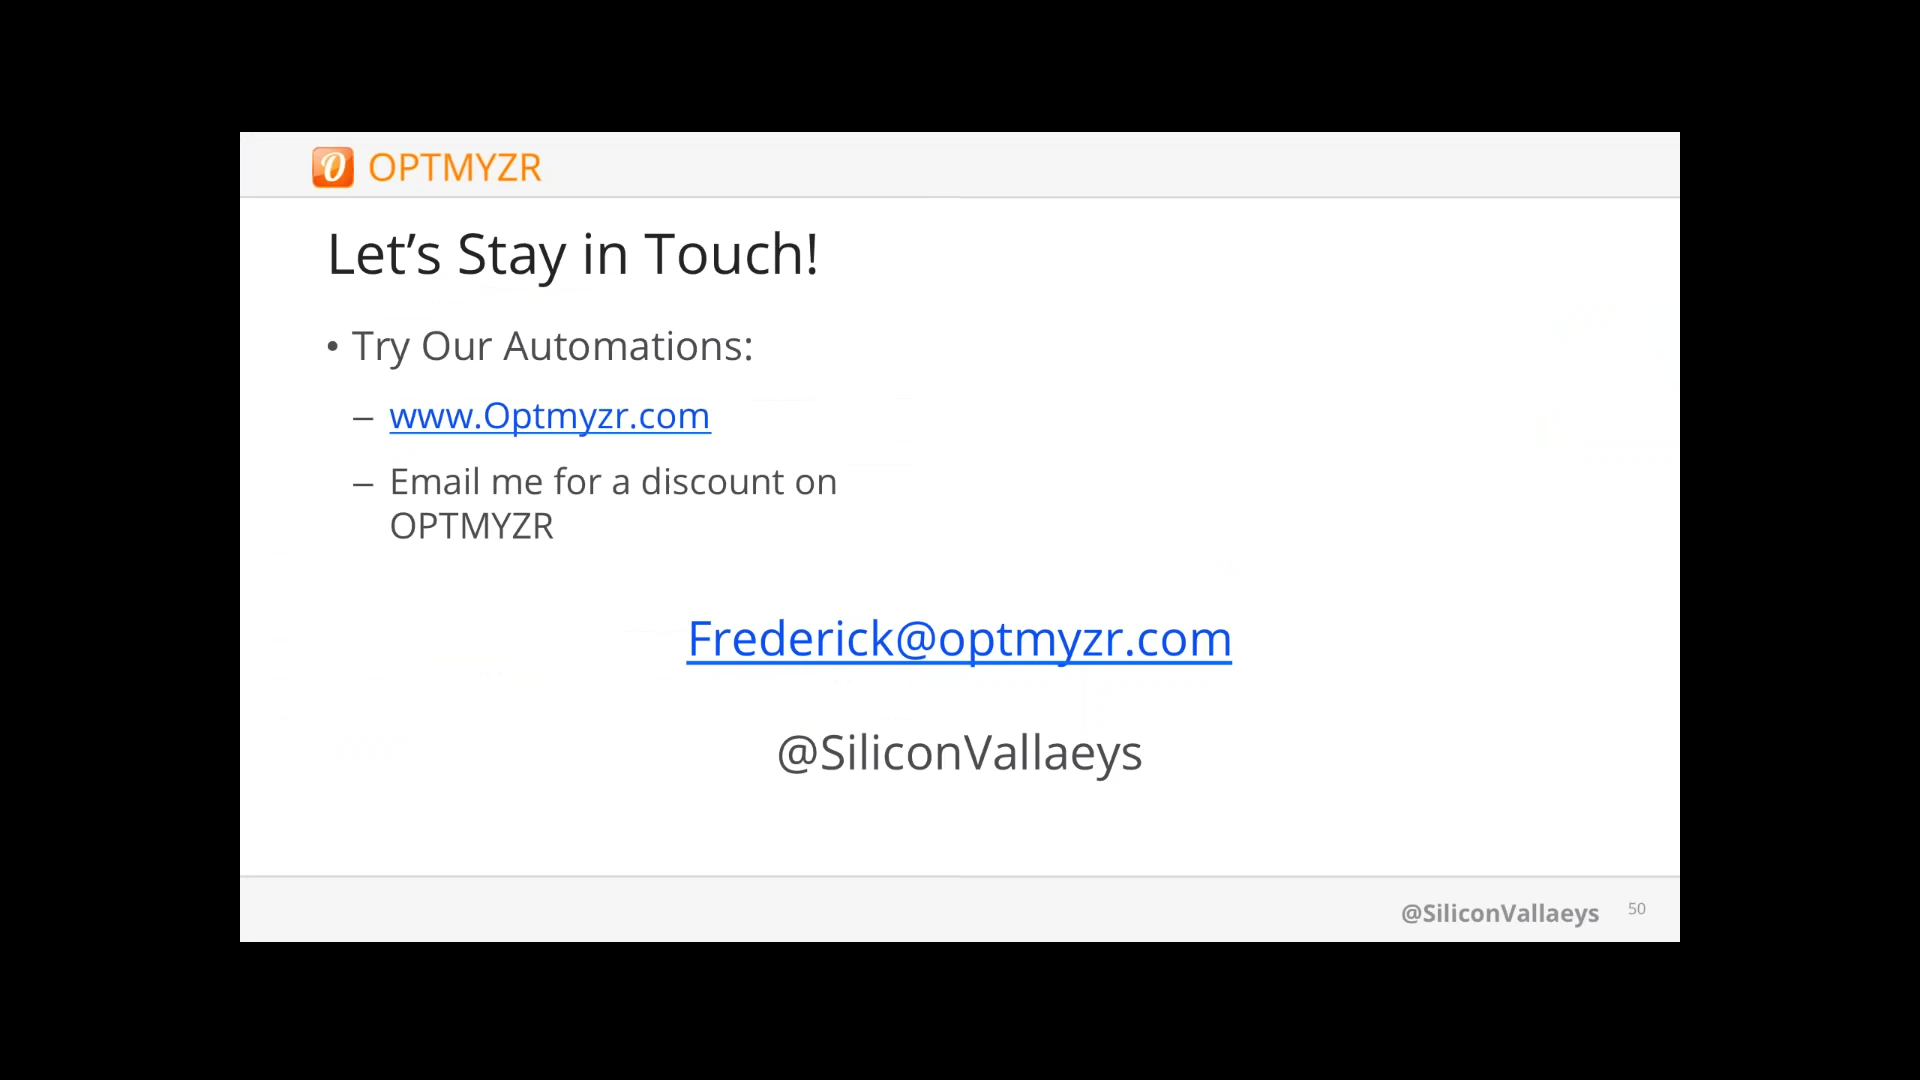 OPTMYZR
Let’s Stay in Touch!
• Try Our Automations:
– www.Optmyzr.com
– Email me for a discount on
OPTMYZR
Frederick@optmyzr.com
@SiliconVallaeys
@SiliconVallaeys 50